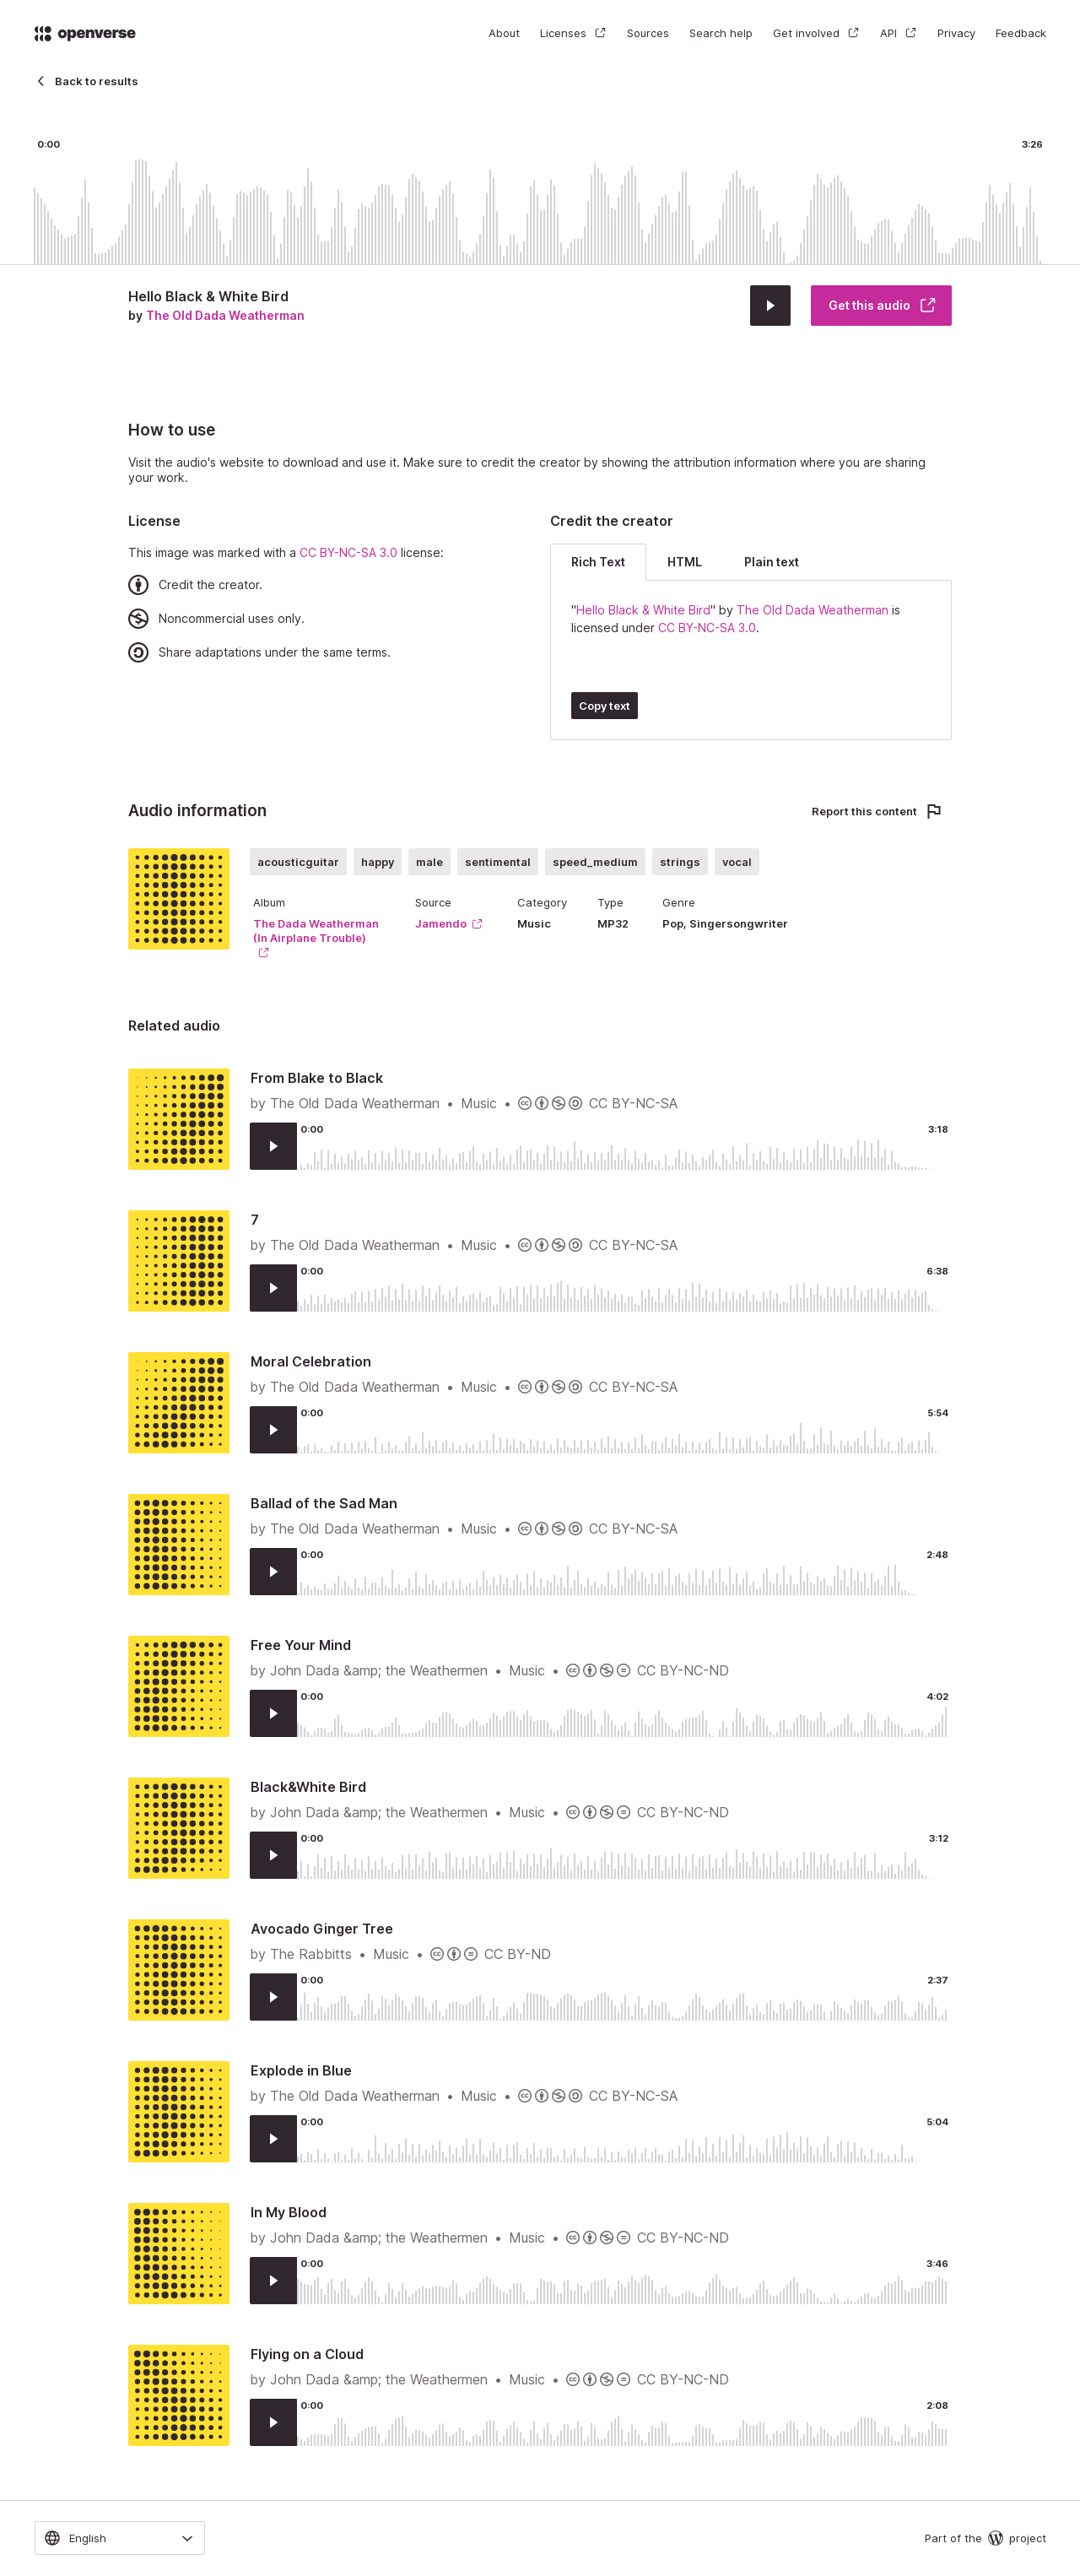 openverse
About Licenses Sources Search help Get involved API Privacy Feedback
Back to results
0:00 3:26
Hello Black & White Bird
by The Old Dada Weatherman
Get this audio
How to use
Visit the audio's website to download and use it. Make sure to credit the creator by showing the attribution information where you are sharing
your work.
License
This image was marked with a CC BY-NC-SA 3.0 license:
Credit the creator.
Noncommercial uses only.
Share adaptations under the same terms.
Credit the creator
Rich Text HTML Plain text
"Hello Black & White Bird" by The Old Dada Weatherman is
licensed under CC BY-NC-SA 3.0.
Copy text
Audio information
Report this content
acousticguitar happy male sentimental speed_medium strings vocal
Album Source Category Type Genre
The Dada Weatherman Jamendo Music MP32 Pop, Singersongwriter
(In Airplane Trouble)
Related audio
From Blake to Black
by The Old Dada Weatherman • Music • CC BY-NC-SA
0:00 3:18
7
by The Old Dada Weatherman • Music • CC BY-NC-SA
0:00 6:38
Moral Celebration
by The Old Dada Weatherman • Music • CC BY-NC-SA
0:00 5:54
Ballad of the Sad Man
by The Old Dada Weatherman • Music • CC BY-NC-SA
0:00 2:48
Free Your Mind
by John Dada &amp; the Weathermen • Music • CC BY-NC-ND
0:00 4:02
Black&White Bird
by John Dada &amp; the Weathermen • Music • CC BY-NC-ND
0:00 3:12
Avocado Ginger Tree
by The Rabbitts • Music • CC BY-ND
0:00 2:37
Explode in Blue
by The Old Dada Weatherman • Music • CC BY-NC-SA
0:00 5:04
In My Blood
by John Dada &amp; the Weathermen • Music • CC BY-NC-ND
0:00 3:46
Flying on a Cloud
by John Dada &amp; the Weathermen • Music • CC BY-NC-ND
0:00 2:08
English
Part of the project